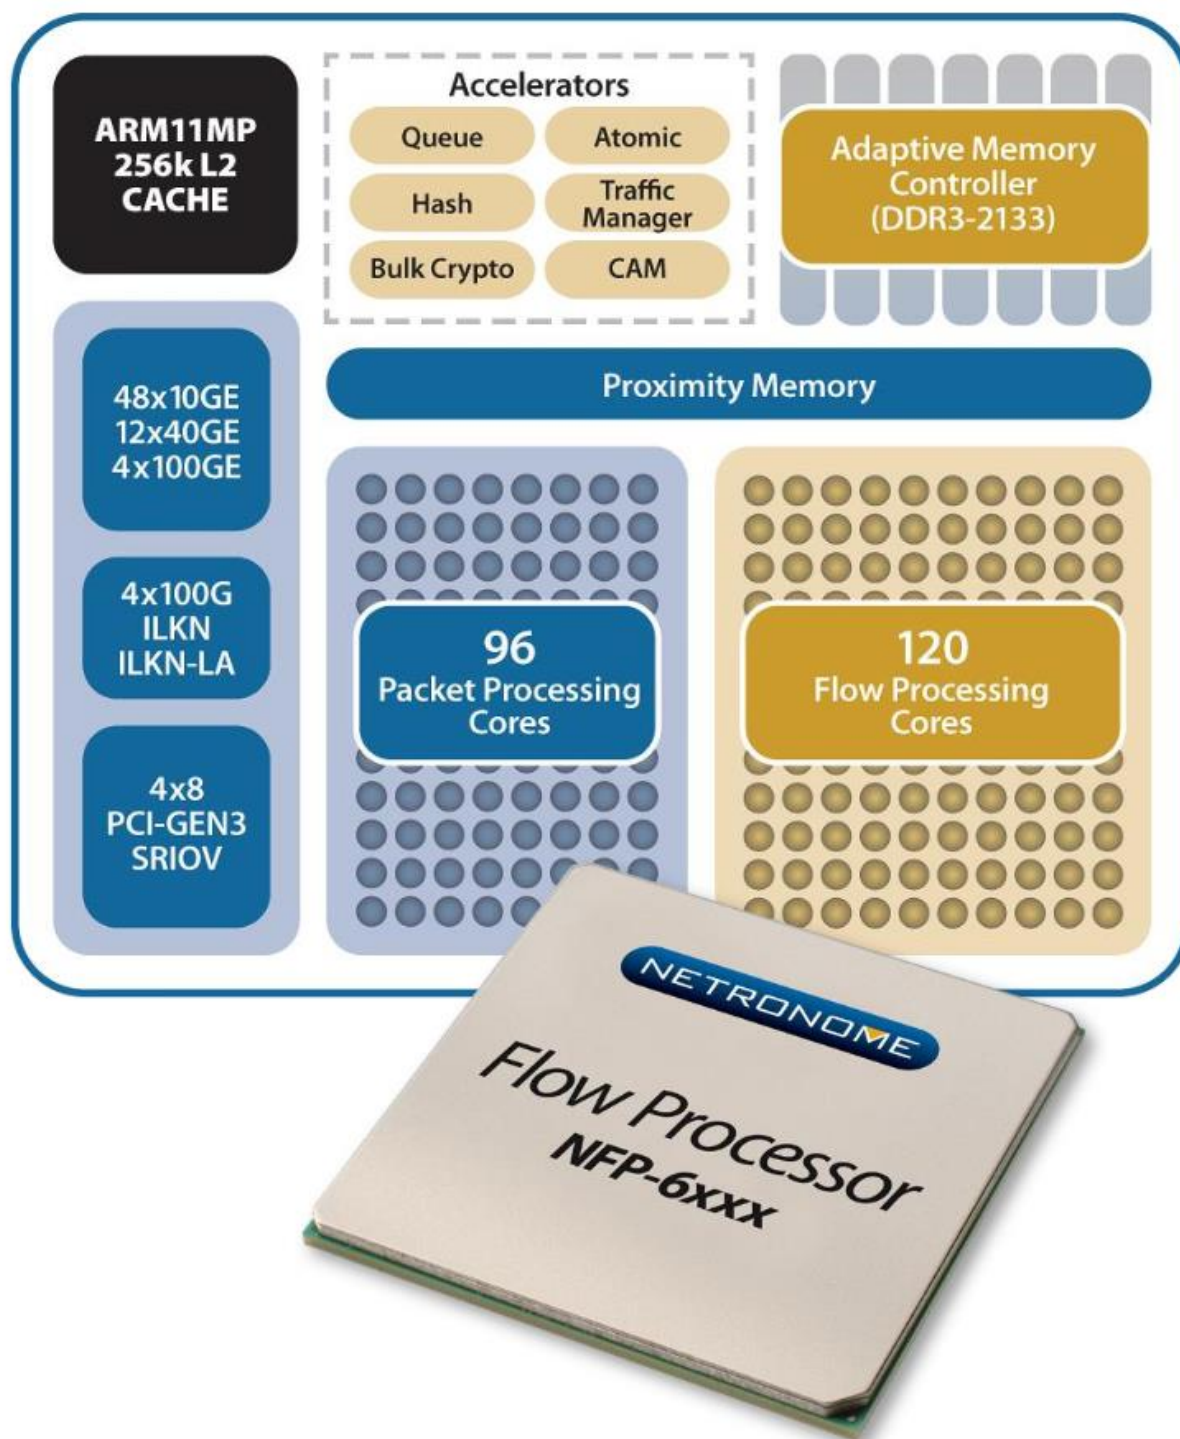 ARM11MP
256k L2
CACHE
Accelerators
Queue
Atomic
Hash
Traffic
Manager
Bulk Crypto
CAM
Adaptive Memory
Controller
(DDR3-2133)
48x10GE
12x40GE
4x100GE
4x100G
ILKN
ILKN-LA
4x8
PCI-GEN3
SRIOV
Proximity Memory
96
Packet Processing
Cores
120
Flow Processing
Cores
NETRONOME
Flow Processor
NFP-6xxx